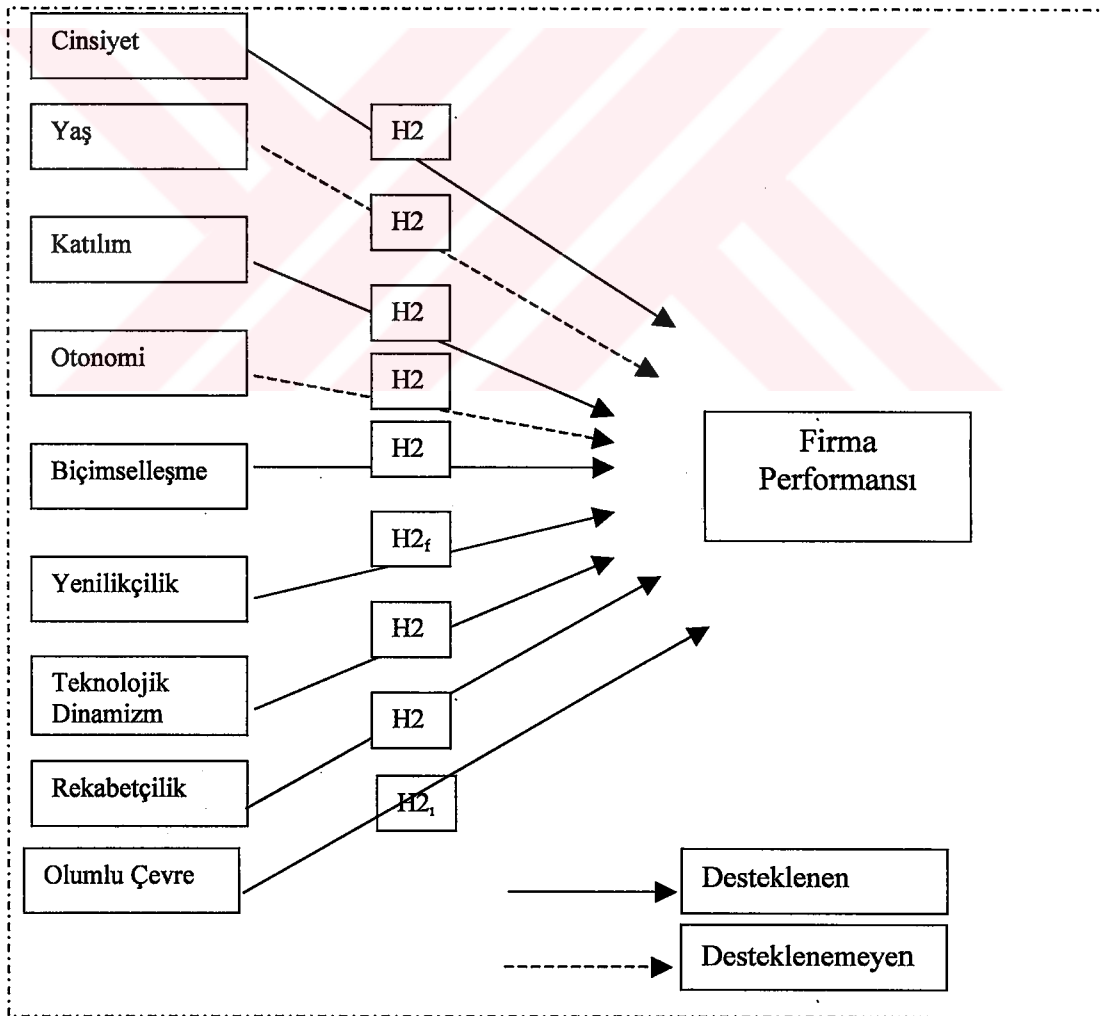 Cinsiyet
H2
Yaş
H2
Katılım
H2
Otonomi
H2
Biçimselleşme
H2
Firma
Performansı
Yenilikçilik
H2f
Teknolojik
Dinamizm
H2
Rekabetçilik
H2
H2ı
Olumlu Çevre
Desteklenen
Desteklenemeyen